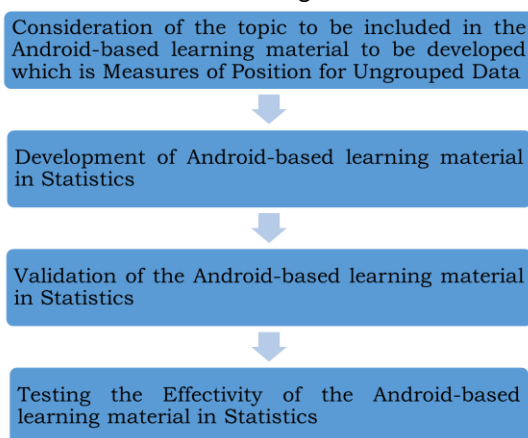 Consideration of the topic to be included in the
Android-based learning material to be developed
which is Measures of Position for Ungrouped Data
Development of Android-based learning material
in Statistics
Validation of the Android-based learning material
in Statistics
Testing the Effectivity of the Android-based
learning material in Statistics